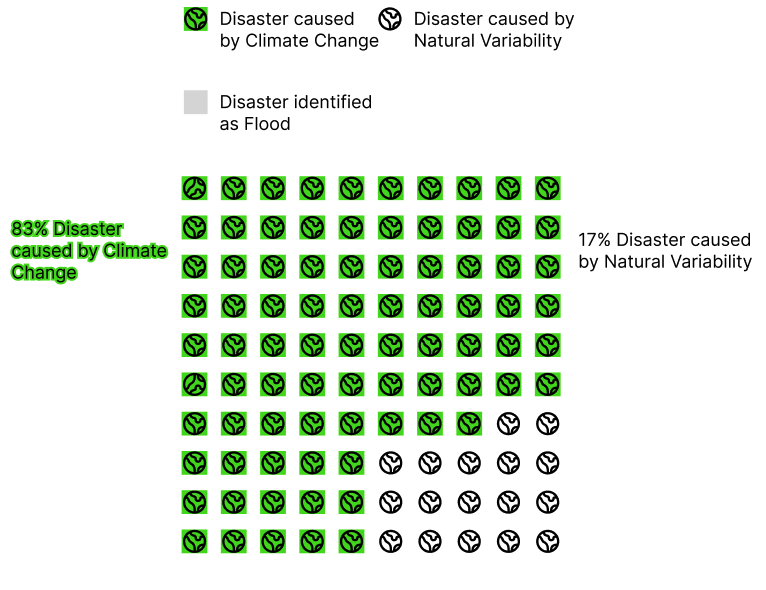 Disaster caused
by Climate Change
Disaster caused by
Natural Variability
Disaster identified
as Flood
83% Disaster
caused by Climate
Change
17% Disaster caused
by Natural Variability